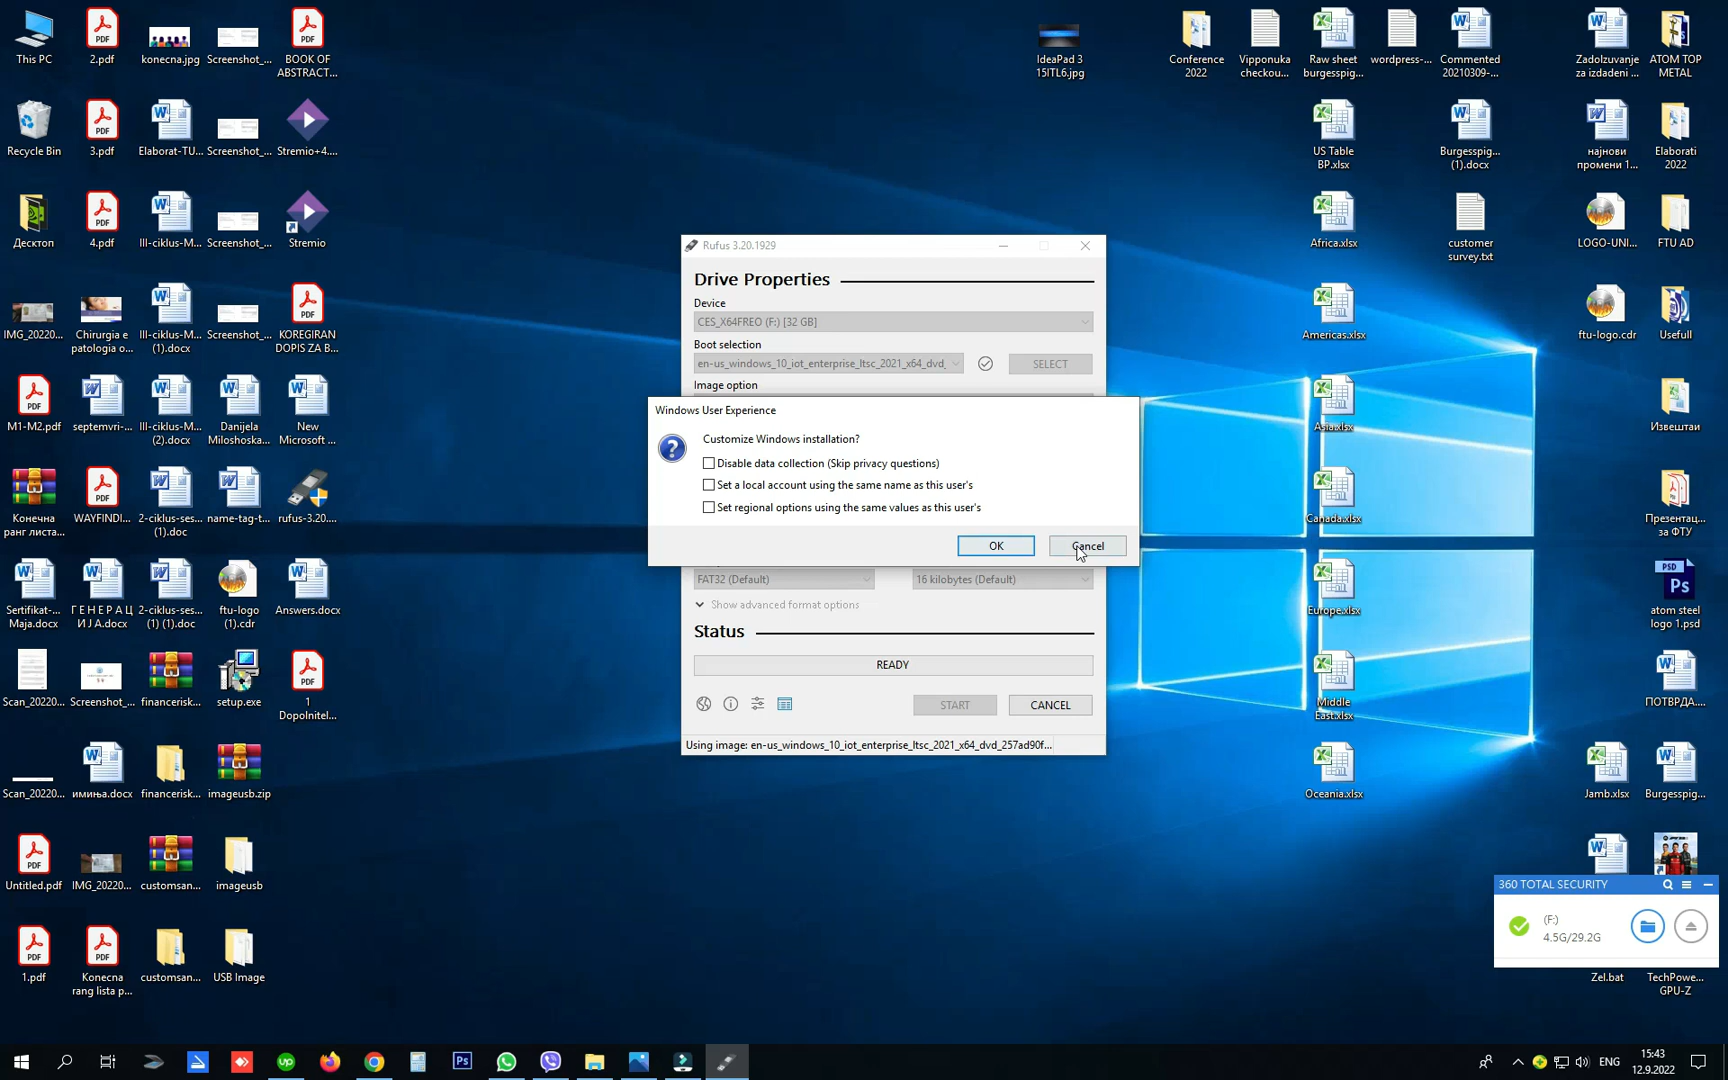 This PC
2.pdf
konecna.jpg
Screenshot_...
BOOK OF
ABSTRACT...
Recycle Bin
3.pdf
Elaborat-TU...
Screenshot_...
Stremio+4....
Десктоп
4.pdf
III-ciklus-M...
Screenshot_...
Stremio
IMG_20220...
Chirurgia e
patologia o...
III-ciklus-M...
(1).docx
Screenshot_...
KOREGIRAN
DOPIS ZA B...
M1-M2.pdf
septemvri-...
III-ciklus-M...
(2).docx
Danijela
Miloshoska...
New
Microsoft ...
Конечна
ранг листа...
WAYFINDI...
2-ciklus-ses...
(1).doc
name-tag-t...
rufus-3.20....
Sertifikat-...
Maja.docx
Г Е Н Е Р А Ц
И Ј А.docx
2-ciklus-ses...
(1) (1).doc
ftu-logo
(1).cdr
Answers.docx
Scan_20220...
Screenshot_...
financerisk...
setup.exe
1
Dopolnitel...
Scan_20220...
имиња.docx
financerisk...
imageusb.zip
Untitled.pdf
IMG_2022...
customsan...
imageusb
1.pdf
Konecna
rang lista p...
customsan...
USB Image
IdeaPad 3
15ITL6.jpg
Conference
2022
Vipponuka
checkou...
Raw sheet
burgesspig...
wordpress-...
Commented
20210309-...
Zadolzuvanje
za izdadeni ...
ATOM TOP
METAL
US Table
BP.xlsx
Burgesspig...
(1).docx
најнови
промени 1...
Elaborati
2022
Africa.xlsx
customer
survey.txt
LOGO-UNI...
FTU AD
Americas.xlsx
ftu-logo.cdr
Usefull
Asia.xlsx
Извештаи
Canada.xlsx
Презентац...
за ФТУ
Europe.xlsx
PSD
Ps
atom steel
logo 1.psd
Middle
East.xlsx
ПОТВРДА....
Oceania.xlsx
Jamb.xlsx
Burgesspig...
Zel.bat
TechPowe...
GPU-Z
Rufus 3.20.1929
Drive Properties
Device
CES_X64FREO (F:) [32 GB]
Boot selection
en-us_windows_10_iot_enterprise_ltsc_2021_x64_dvd_
SELECT
Image option
Windows User Experience
Customize Windows installation?
Disable data collection (Skip privacy questions)
Set a local account using the same name as this user's
Set regional options using the same values as this user's
OK
Cancel
FAT32 (Default)
16 kilobytes (Default)
Show advanced format options
Status
READY
START
CANCEL
Using image: en-us_windows_10_iot_enterprise_ltsc_2021_x64_dvd_257ad90f...
360 TOTAL SECURITY
(F:)
4.5G/29.2G
up
Ps
ENG
15:43
12.9.2022